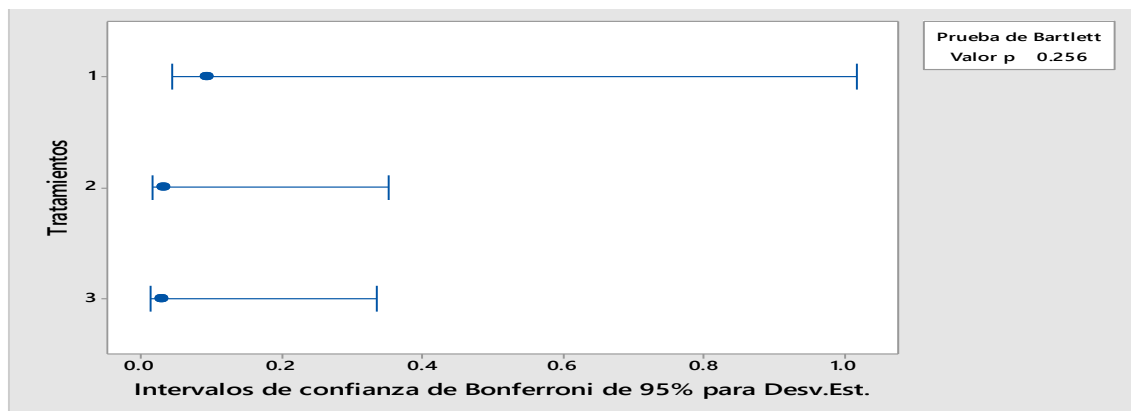 Prueba de Bartlett
Valor p 0.256
Tratamientos
1
2
3
0.0 0.2 0.4 0.6 0.8 1.0
Intervalos de confianza de Bonferroni de 95% para Desv.Est.